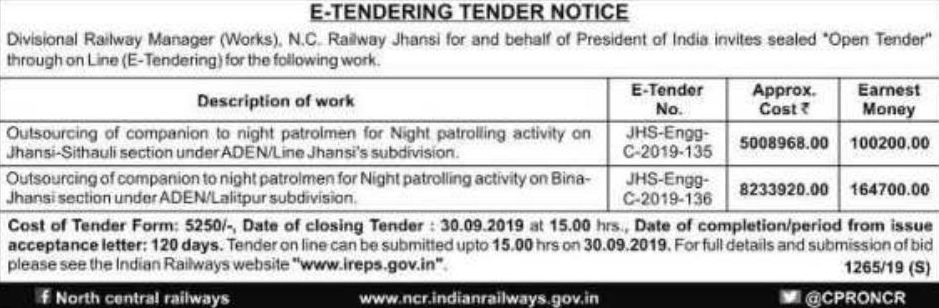 E-TENDERING TENDER NOTICE
Divisional Railway Manager (Works), N.C. Railway Jhansi for and behalf of President of India invites sealed "Open Tender"
through on Line (E-Tendering) for the following work.
Description of work
E-Tender
No.
Approx.
Cost ₹
Earnest
Money
Outsourcing of companion to night patrolmen for Night patrolling activity on
Jhansi-Sithauli section under ADEN/Line Jhansi's subdivision.
JHS-Engg-
C-2019-135
5008968.00
100200.00
Outsourcing of companion to night patrolmen for Night patrolling activity on Bina-
Jhansi section under ADEN/Lalitpur subdivision.
JHS-Engg-
C-2019-136
8233920.00
164700.00
Cost of Tender Form: 5250/-, Date of closing Tender : 30.09.2019 at 15.00 hrs., Date of completion/period from issue
acceptance letter: 120 days. Tender on line can be submitted upto 15.00 hrs on 30.09.2019. For full details and submission of bid
please see the Indian Railways website "www.ireps.gov.in".
1265/19 (S)
North central railways
www.ncr.indianrailways.gov.in
@CPRONCR